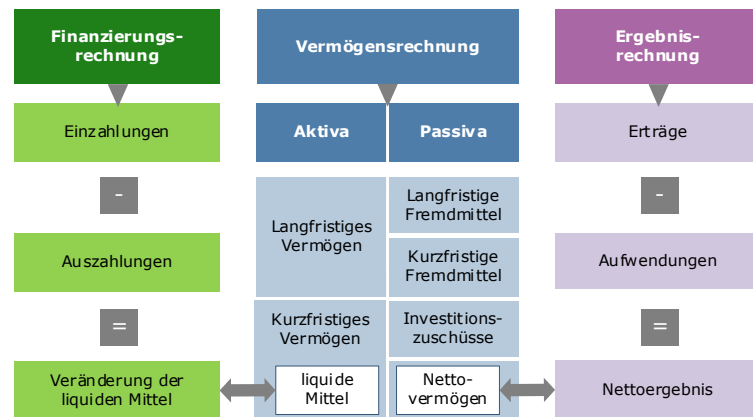 Finanzierungs-
rechnung
Vermögensrechnung
Ergebnis-
rechnung
Einzahlungen
Aktiva
Passiva
Erträge
-
-
Langfristiges
Vermögen
Langfristige
Fremdmittel
Auszahlungen
Kurzfristige
Fremdmittel
Aufwendungen
=
=
Kurzfristiges
Vermögen
Investitions-
zuschüsse
Veränderung der
liquiden Mittel
liquide
Mittel
Netto-
vermögen
Nettoergebnis